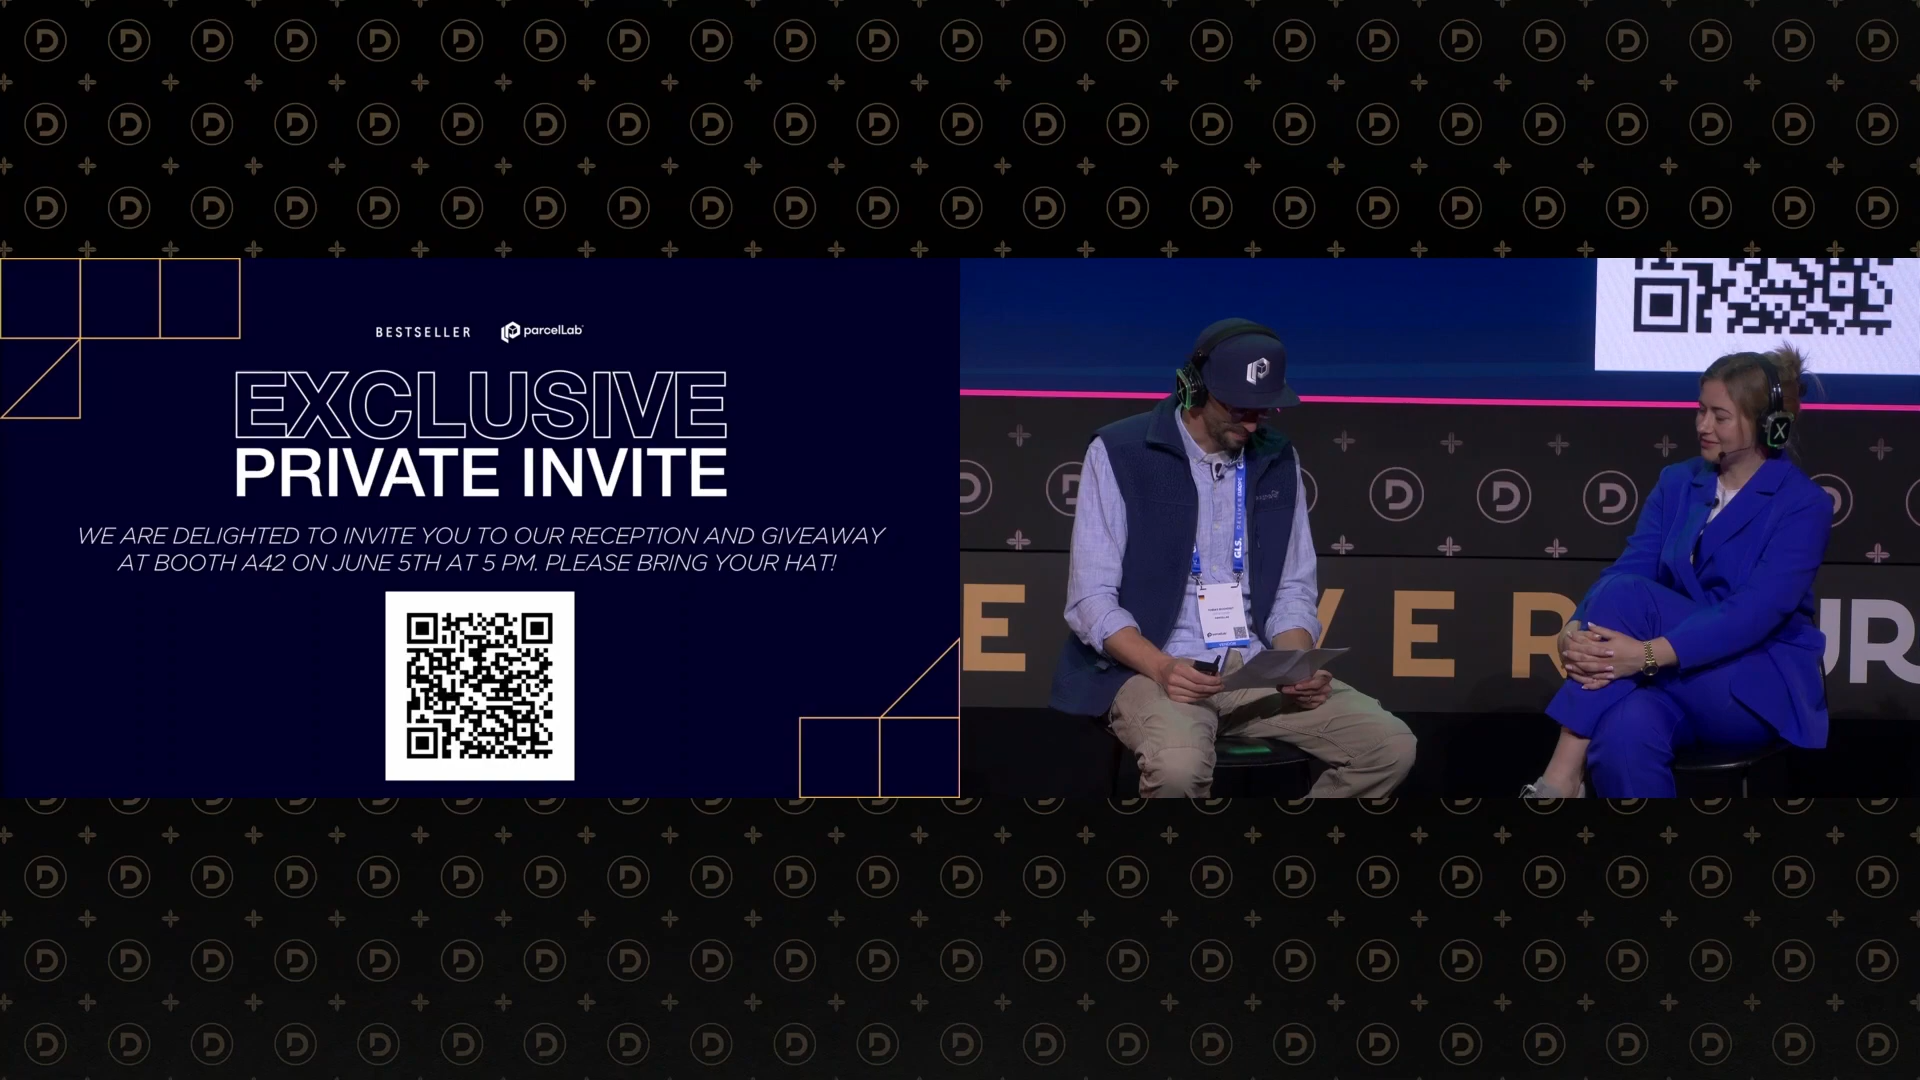 BESTSELLER parcelLab
EXCLUSIVE
PRIVATE INVITE
WE ARE DELIGHTED TO INVITE YOU TO OUR RECEPTION AND GIVEAWAY
AT BOOTH A42 ON JUNE 5TH AT 5 PM. PLEASE BRING YOUR HAT!
E VER UR
GLS.
X
D